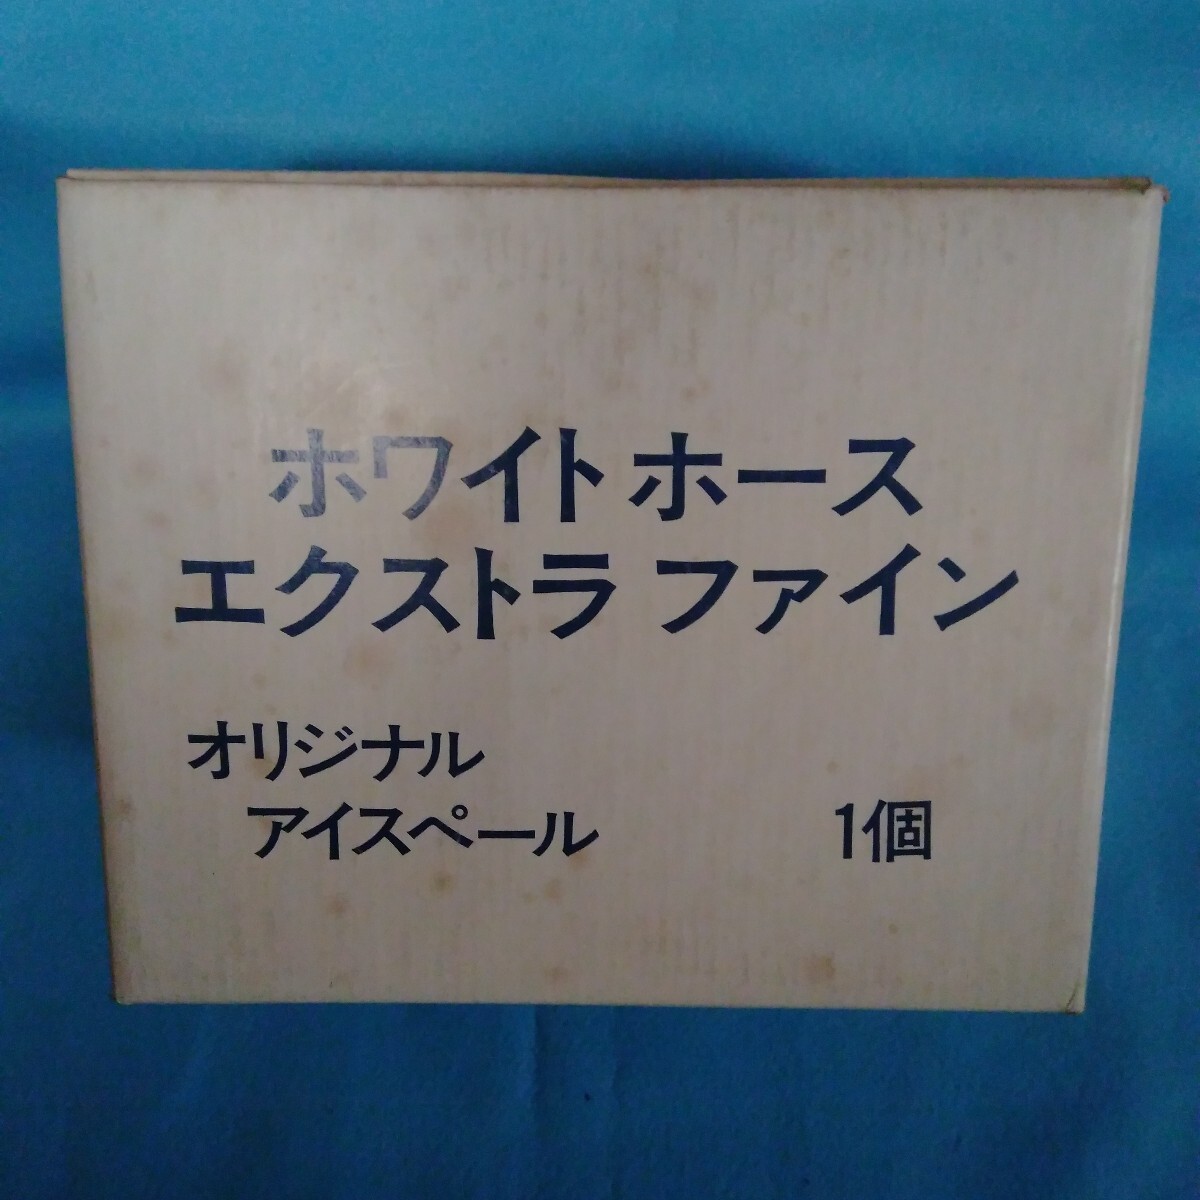 ホワイトホース
エクストラ ファイン
オリジナル
アイスペール 1個